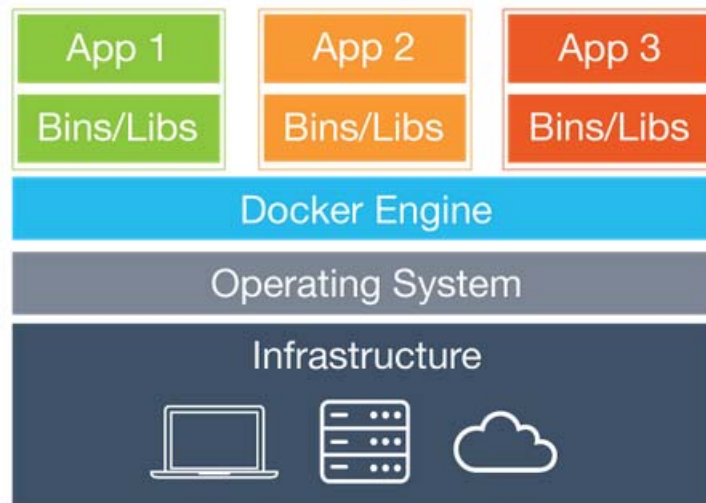 App 1
App 2
App 3
Bins/Libs
Bins/Libs
Bins/Libs
Docker Engine
Operating System
Infrastructure